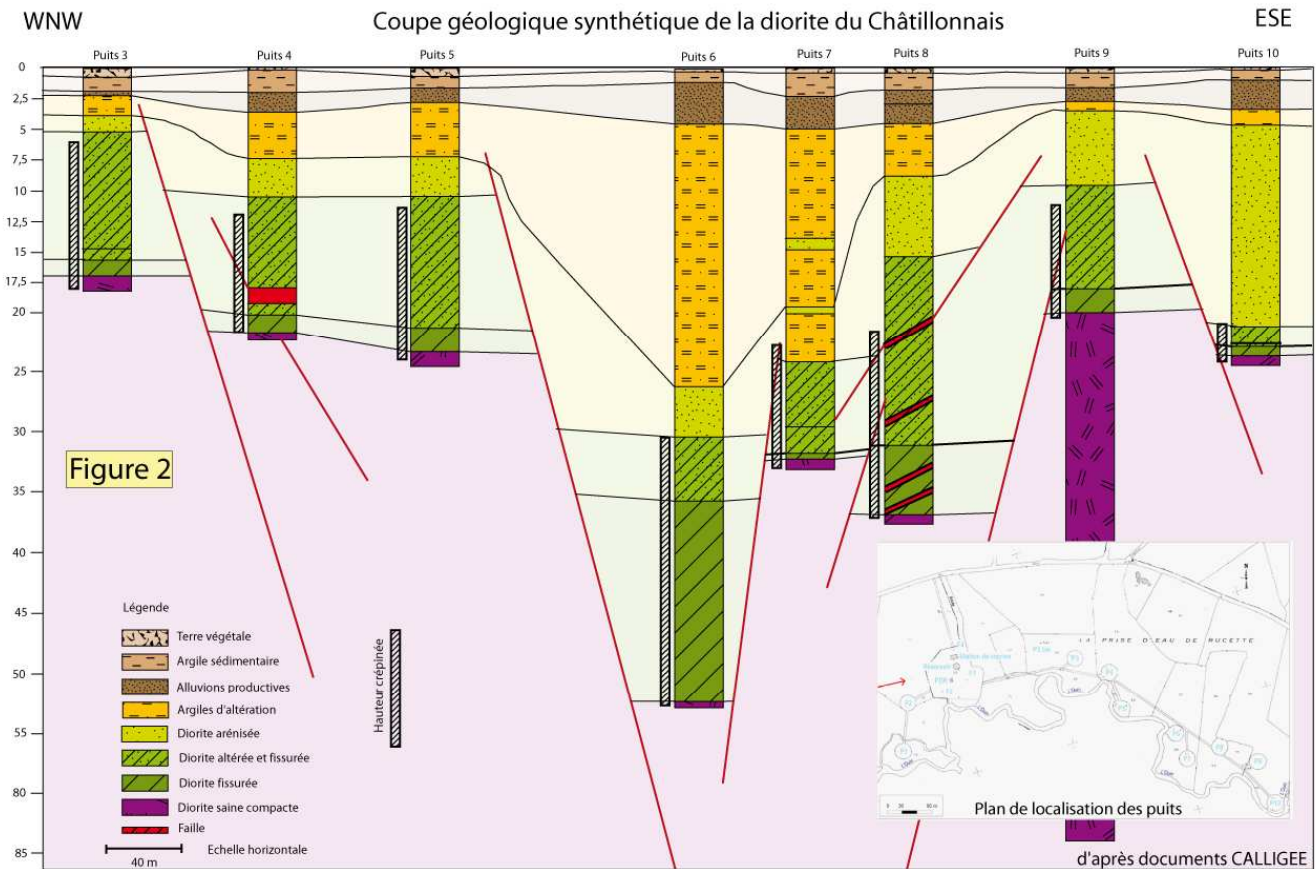 WNW
Coupe géologique synthétique de la diorite du Châtillonnais
ESE
Puits 3
Puits 4
Puits 5
Puits 6
Puits 7
Puits 8
Puits 9
Puits 10
0
2,5
5
7,5
10
12,5
15
17,5
20
25
30
35
40
45
50
55
80
85
Figure 2
Légende
Terre végétale
Argile sédimentaire
Alluvions productives
Argiles d'altération
Diorite arénisée
Diorite altérée et fissurée
Diorite fissurée
Diorite saine compacte
Faille
Echelle horizontale
40 m
Hauteur crépinée
LA PRISE D'EAU DE RUCETTE
Plan de localisation des puits
d'après documents CALLIGEE